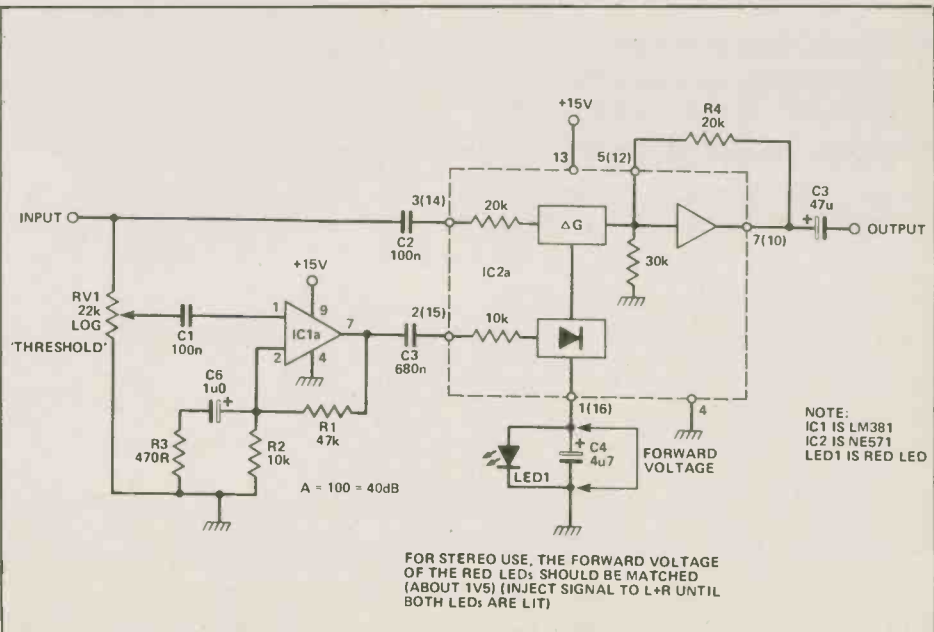 +15V
R4
20k
13
5(12)
3(14)
20k
ΔG
C3
47u
+
INPUT
OUTPUT
C2
100n
7(10)
+15V
IC2a
30k
RV1
22k
LOG
'THRESHOLD'
1
9
7
2(15)
10k
C1
100n
IC1a
2
4
C3
680n
C6
1u0
+
R1
47k
1(16)
4
R3
470R
R2
10k
+
C4
4u7
LED1
FORWARD
VOLTAGE
NOTE:
IC1 IS LM381
IC2 IS NE571
LED1 IS RED LED
A = 100 = 40dB
FOR STEREO USE, THE FORWARD VOLTAGE
OF THE RED LEDs SHOULD BE MATCHED
(ABOUT 1V5) (INJECT SIGNAL TO L+R UNTIL
BOTH LEDs ARE LIT)